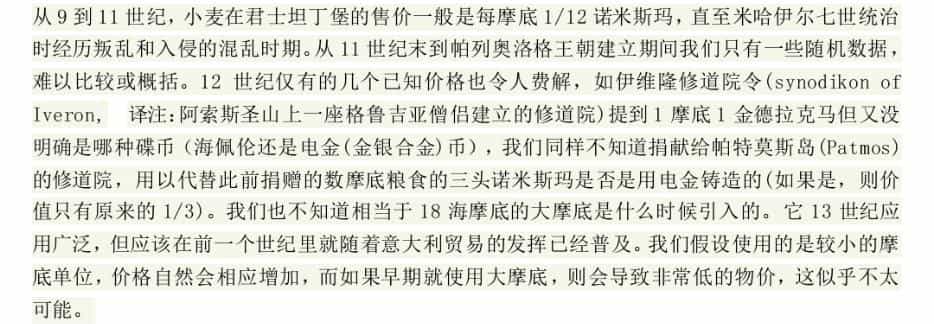 从 9 到 11 世纪，小麦在君士坦丁堡的售价一般是每摩底 1/12 诺米斯玛，直至米哈伊尔七世统治
时经历叛乱和入侵的混乱时期。从 11 世纪末到帕列奥洛格王朝建立期间我们只有一些随机数据，
难以比较或概括。12 世纪仅有的几个已知价格也令人费解，如伊维隆修道院令(synodikon of
Iveron, 译注：阿索斯圣山上一座格鲁吉亚僧侣建立的修道院)提到 1 摩底 1 金德拉克马但又没
明确是哪种碟币（海佩伦还是电金(金银合金)币），我们同样不知道捐献给帕特莫斯岛(Patmos)
的修道院，用以代替此前捐赠的数摩底粮食的三头诺米斯玛是否是用电金铸造的(如果是，则价
值只有原来的 1/3)。我们也不知道相当于 18 海摩底的大摩底是什么时候引入的。它 13 世纪应
用广泛，但应该在前一个世纪里就随着意大利贸易的发挥已经普及。我们假设使用的是较小的摩
底单位，价格自然会相应增加，而如果早期就使用大摩底，则会导致非常低的物价，这似乎不太
可能。